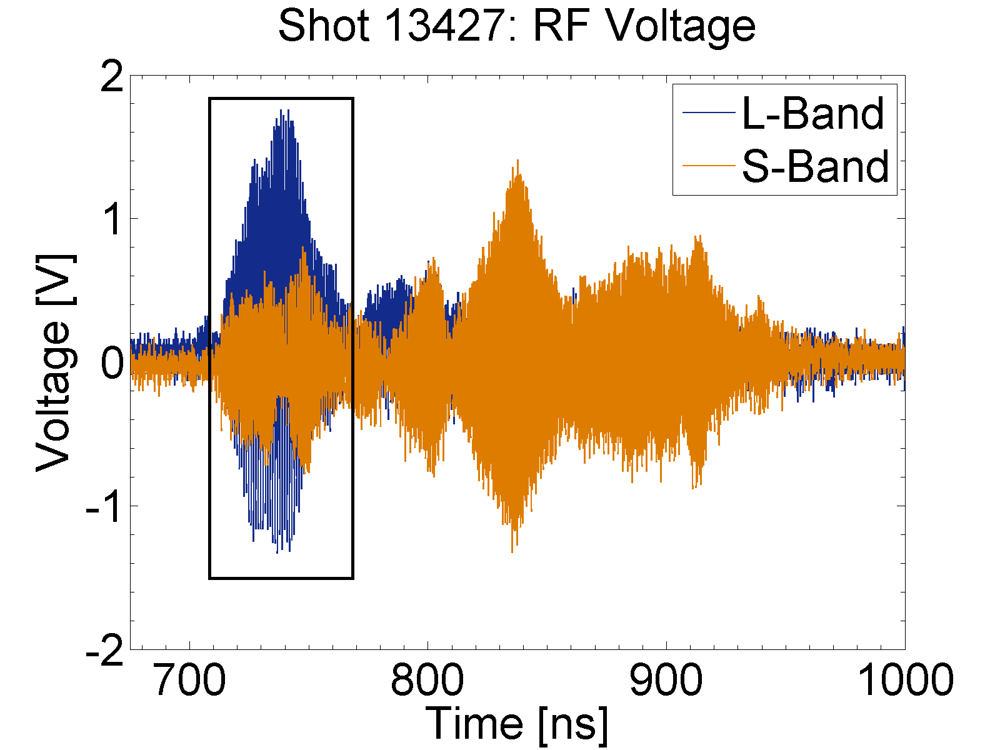 Shot 13427: RF Voltage
2
1
0
-1
-2
Voltage [V]
L-Band
S-Band
700 800 900 1000
Time [ns]